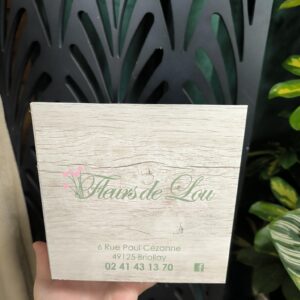 Fleurs de Lou
6 Rue Paul Cézanne
49125 Briollay
02 41 43 13 70